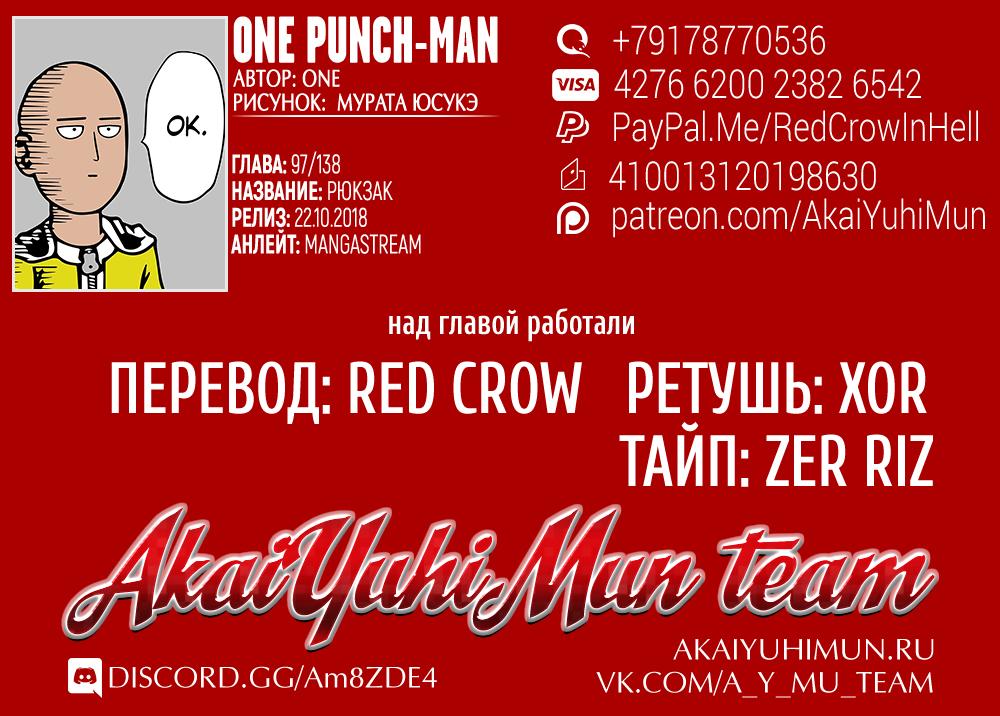 ONE PUNCH-MAN
АВТОР: ONE
РИСУНОК: МУРАТА ЮСУКЭ
OK.
ГЛАВА: 97/138
НАЗВАНИЕ: РЮКЗАК
РЕЛИЗ: 22.10.2018
АНЛЕЙТ: MANGASTREAM
+79178770536
VISA 4276 6200 2382 6542
PayPal.Me/RedCrowInHell
410013120198630
patreon.com/AkaiYuhiMun
над главой работали
ПЕРЕВОД: RED CROW РЕТУШЬ: XOR
ТАЙП: ZER RIZ
AkaiYuhiMun team
AKAIYUHIMUN.RU
DISCORD.GG/Am8ZDE4
VK.COM/A_Y_MU_TEAM